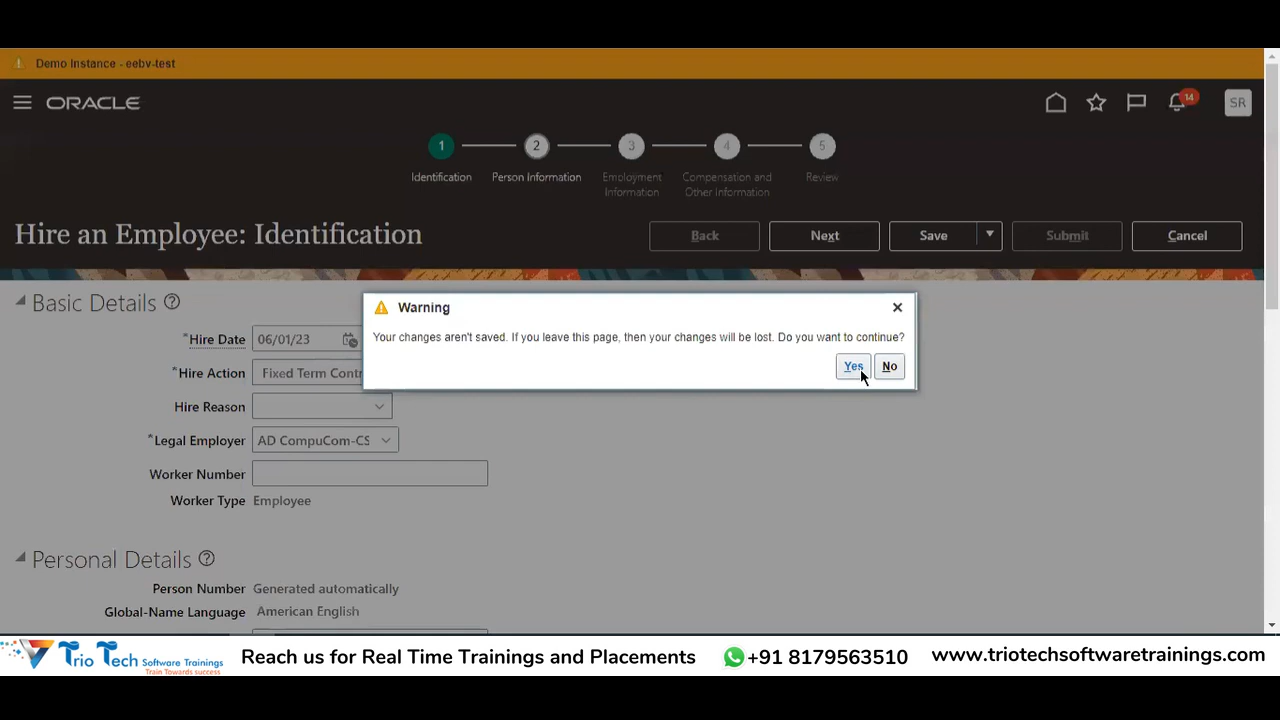 Demo Instance - eebv-test
ORACLE
14
SR
1
2
3
4
5
Identification
Person Information
Employment Information
Compensation and Other Information
Review
Hire an Employee: Identification
Back
Next
Save
Submit
Cancel
Basic Details
Warning
Your changes aren't saved. If you leave this page, then your changes will be lost. Do you want to continue?
Yes
No
*Hire Date 06/01/23
*Hire Action Fixed Term Contr
Hire Reason
*Legal Employer AD CompuCom-CS
Worker Number
Worker Type Employee
Personal Details
Person Number Generated automatically
Global-Name Language American English
Trio Tech Software Trainings
Train Towards success
Reach us for Real Time Trainings and Placements
+91 8179563510
www.triotechsoftwaretrainings.com